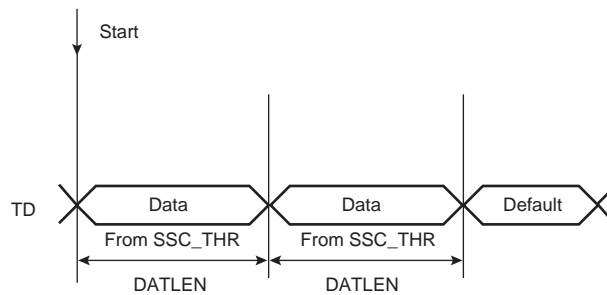 Start
TD
Data
Data
Default
From SSC_THR
From SSC_THR
DATLEN
DATLEN